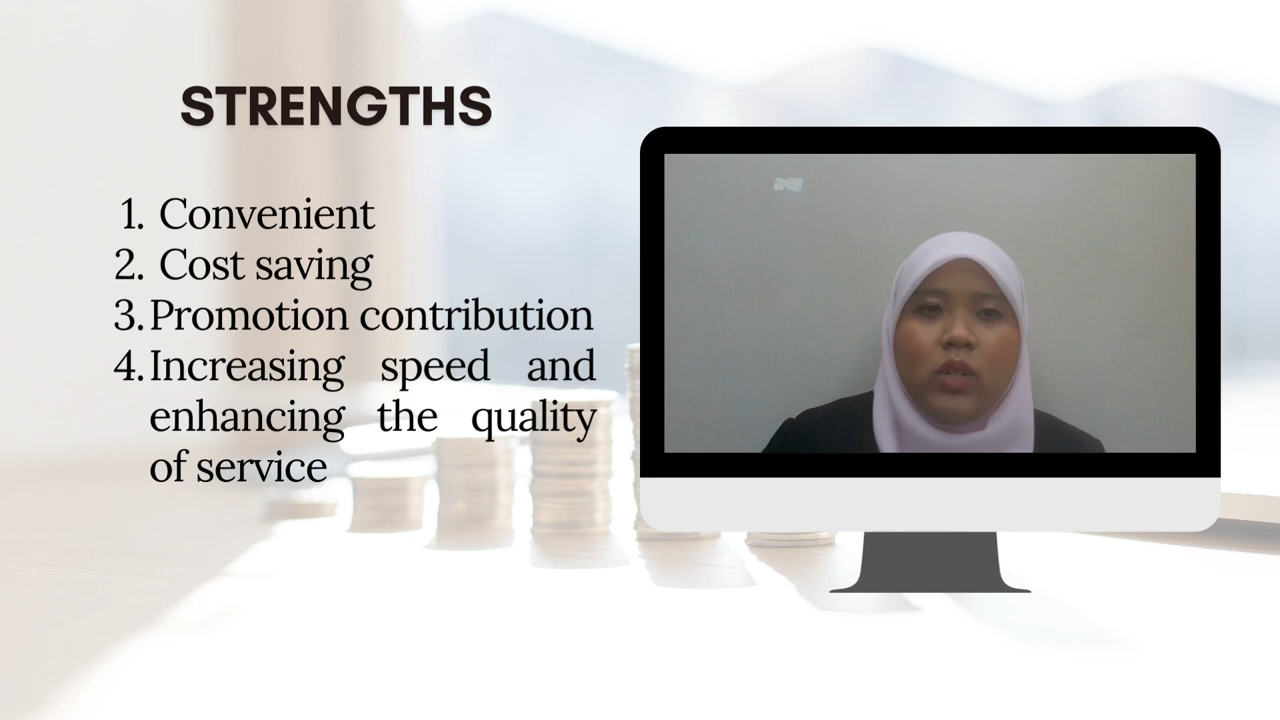 STRENGTHS
1. Convenient
2. Cost saving
3. Promotion contribution
4. Increasing speed and
enhancing the quality
of service